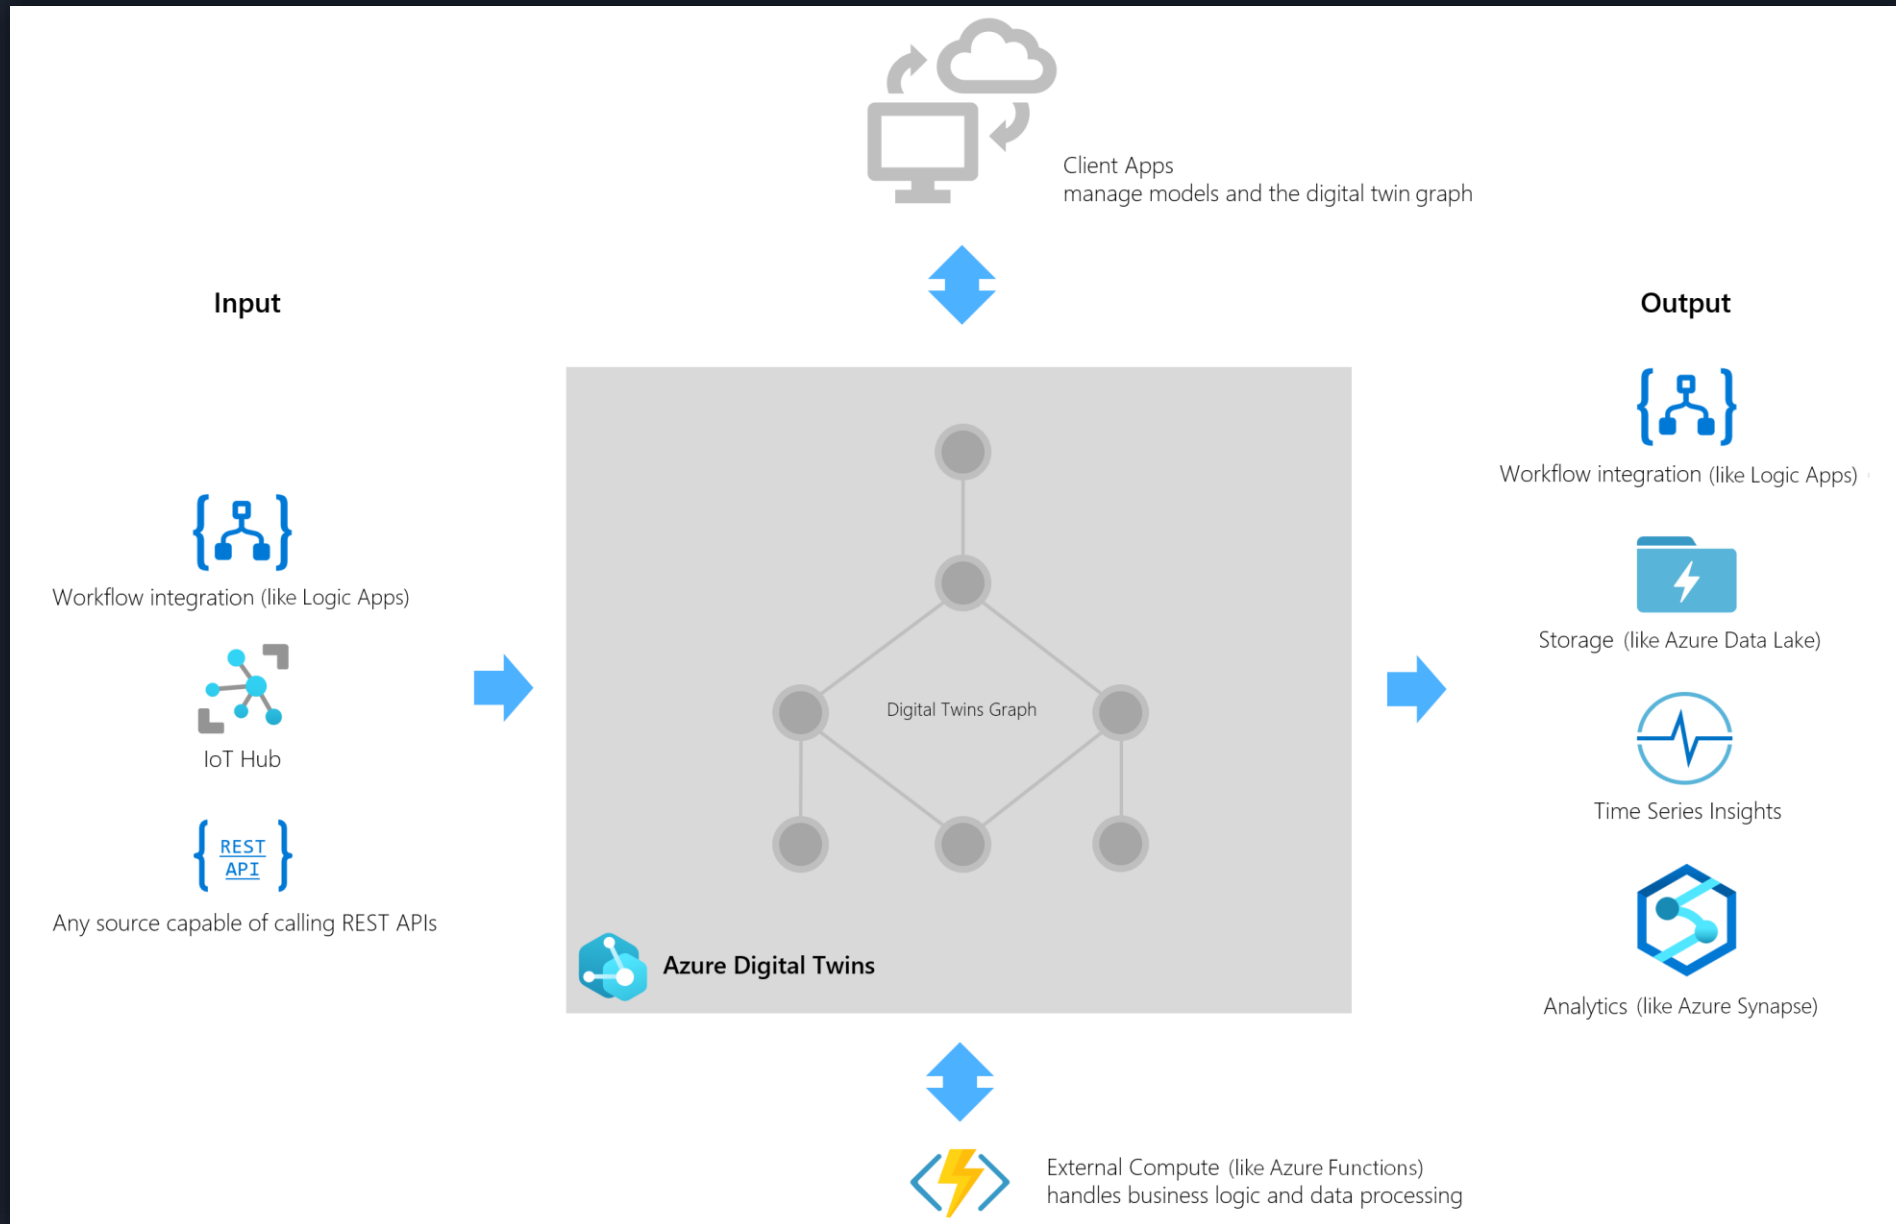 Client Apps
manage models and the digital twin graph
Input
Output
Workflow integration (like Logic Apps)
IoT Hub
REST
API
Any source capable of calling REST APIs
Digital Twins Graph
Azure Digital Twins
Workflow integration (like Logic Apps)
Storage (like Azure Data Lake)
Time Series Insights
Analytics (like Azure Synapse)
External Compute (like Azure Functions)
handles business logic and data processing